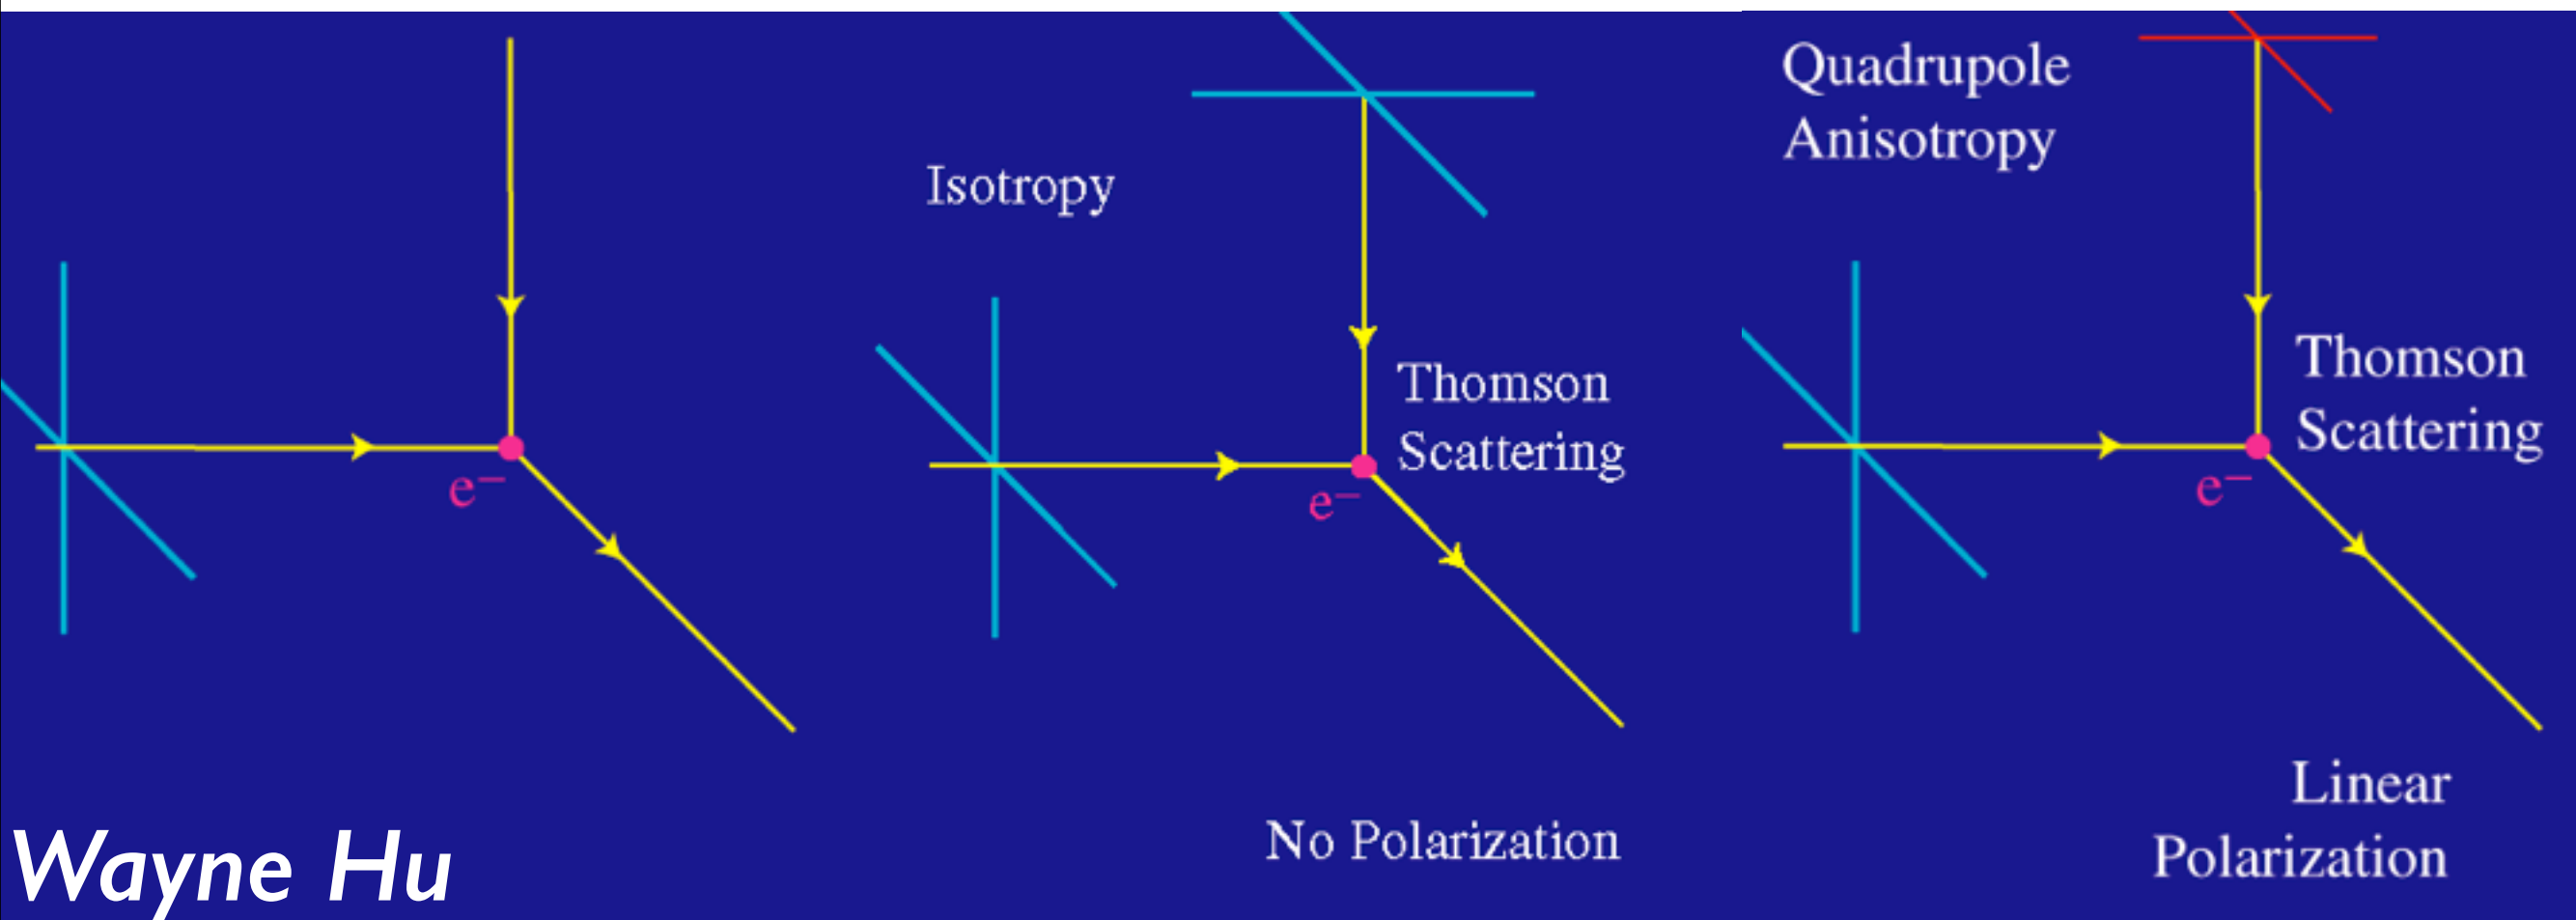 e−
Wayne Hu
Isotropy
Thomson
Scattering
e−
No Polarization
Quadrupole
Anisotropy
Thomson
Scattering
e−
Linear
Polarization